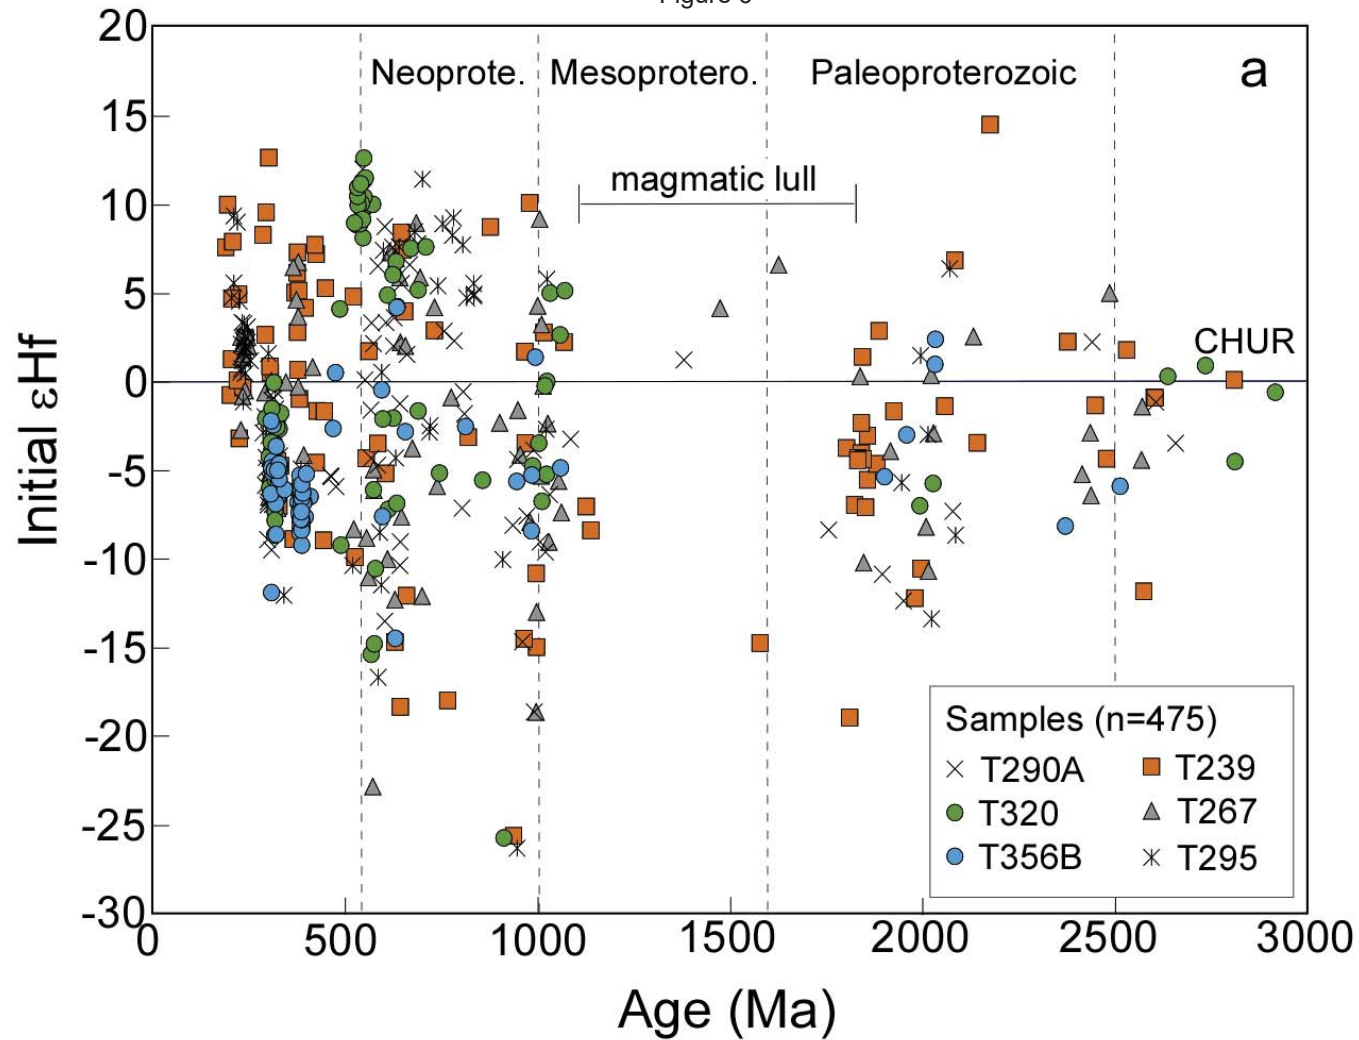 20
Neoprote. Mesoprotero. Paleoproterozoic a
15
magmatic lull
10
5
CHUR
0
-5
-10
-15
-20
-25
-30
Initial εHf
Samples (n=475)
T290A T239
T320 T267
T356B T295
0 500 1000 1500 2000 2500 3000
Age (Ma)